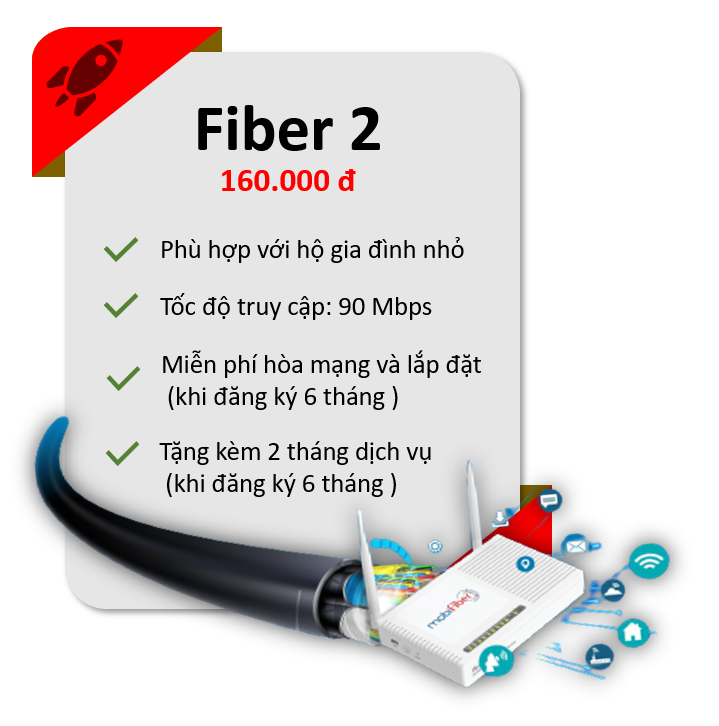 Fiber 2
160.000 đ
Phù hợp với hộ gia đình nhỏ
Tốc độ truy cập: 90 Mbps
Miễn phí hòa mạng và lắp đặt
(khi đăng ký 6 tháng )
Tặng kèm 2 tháng dịch vụ
(khi đăng ký 6 tháng )
mobiFiber